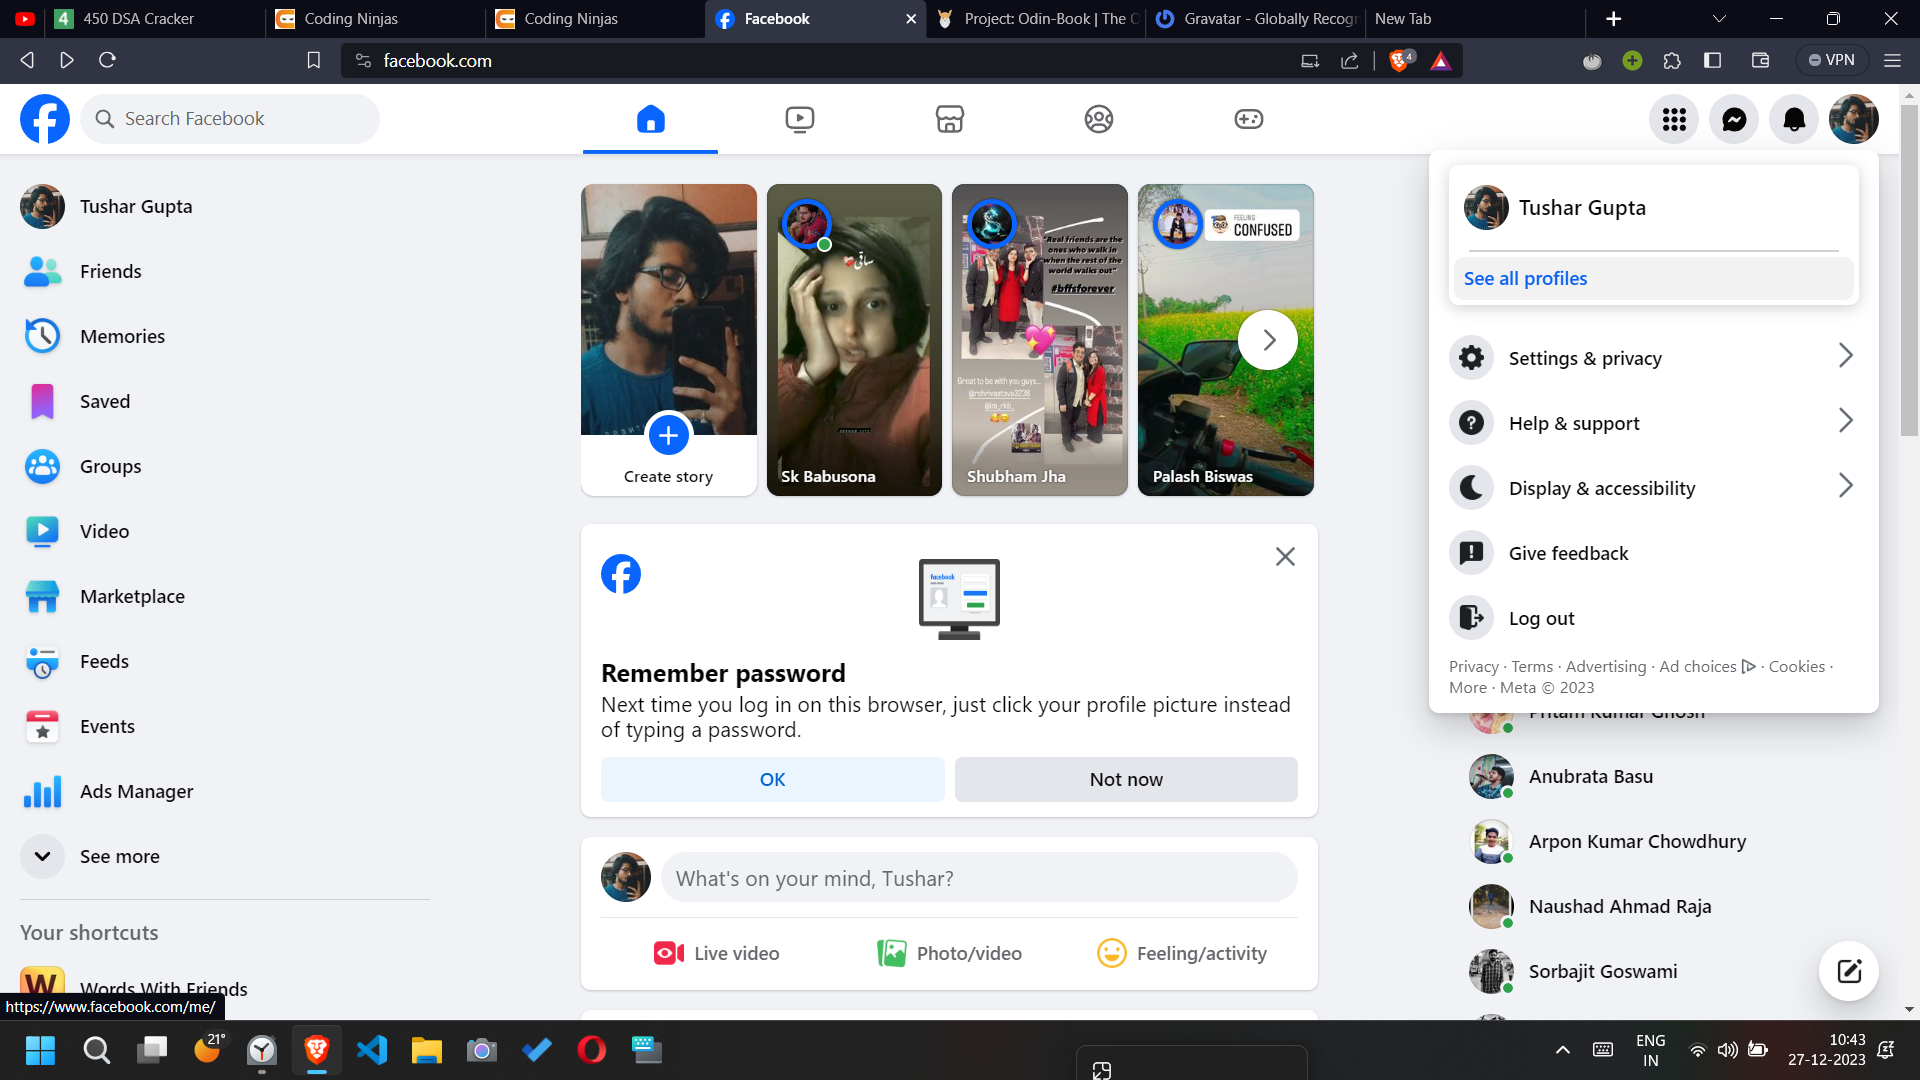 450 DSA Cracker
Coding Ninjas
Coding Ninjas
Facebook
Project: Odin-Book | The O
Gravatar - Globally Recogr
New Tab
facebook.com
4
VPN
Search Facebook
Tushar Gupta
Friends
Memories
Saved
Groups
Video
Marketplace
Feeds
Events
Ads Manager
See more
Your shortcuts
Words With Friends
https://www.facebook.com/me/
Create story
ساقی
Sk Babusona
"Real friends are the
ones who walk in
when the rest of the
world walks out"
#bffsforever
Great to be with you guys...
@rshrivastava3238
@im_rkb_
Shubham Jha
FEELING
CONFUSED
Palash Biswas
facebook
Remember password
Next time you log in on this browser, just click your profile picture instead
of typing a password.
OK
Not now
What's on your mind, Tushar?
Live video
Photo/video
Feeling/activity
Tushar Gupta
See all profiles
Settings & privacy
Help & support
Display & accessibility
Give feedback
Log out
Privacy · Terms · Advertising · Ad choices · Cookies ·
More · Meta © 2023
Pritam Kumar Ghosh
Anubrata Basu
Arpon Kumar Chowdhury
Naushad Ahmad Raja
Sorbajit Goswami
21°
ENG
IN
10:43
27-12-2023